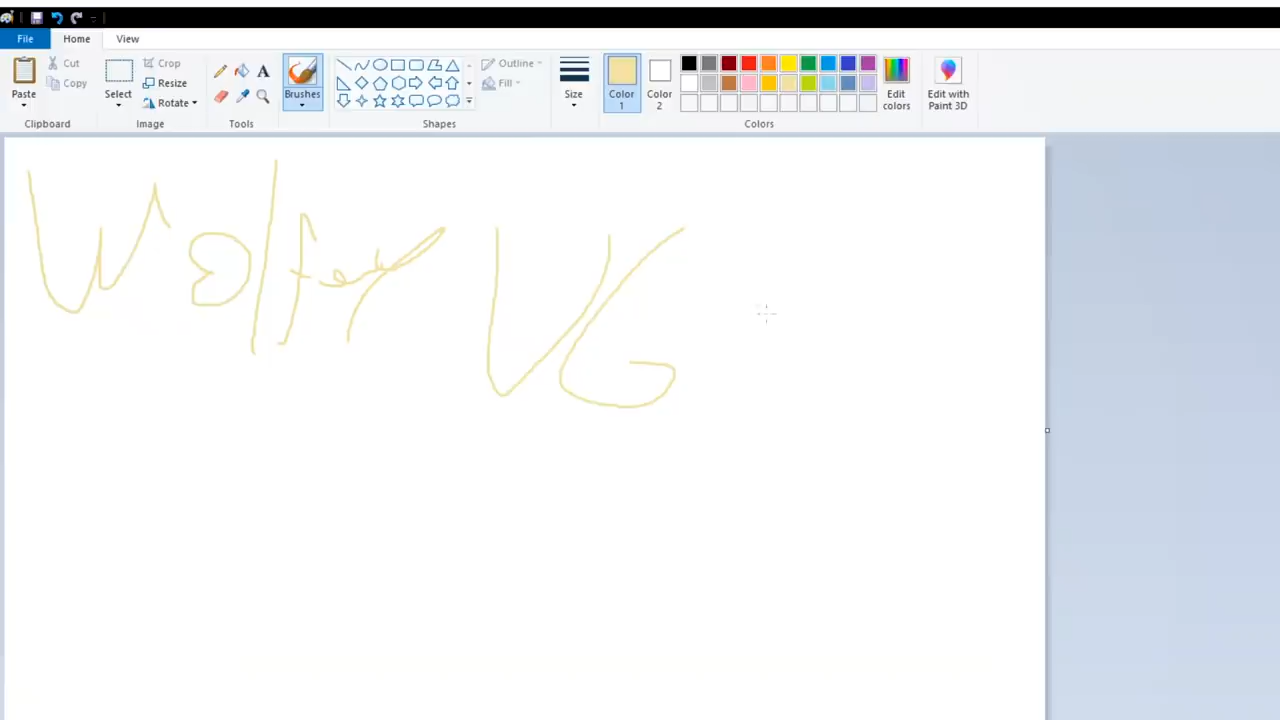 File Home View
Paste Cut Copy Clipboard
Select Crop Resize Rotate Image
Tools
Brushes
Shapes Outline Fill
Size
Color 1 Color 2 Edit colors Colors
Edit with Paint 3D
VG